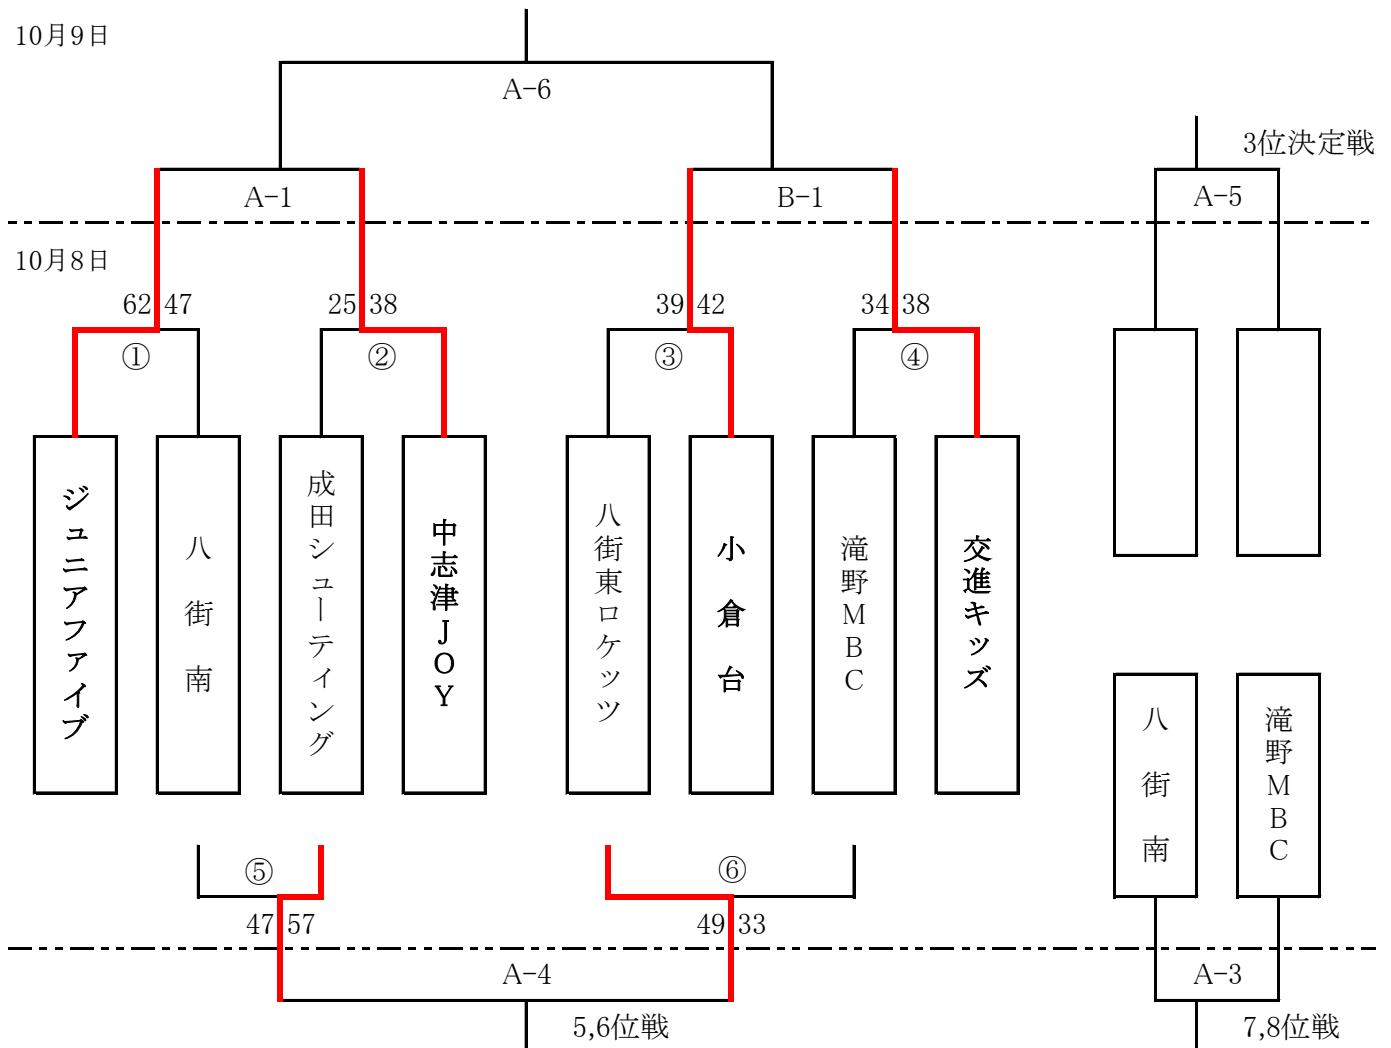 10月9日
A-6
3位決定戦
A-1
B-1
A-5
10月8日
62 47
25 38
39 42
34 38
①
②
③
④
ジュニアファイブ
八街南
成田シューティング
中志津JOY
八街東ロケッツ
小倉台
滝野MBC
交進キッズ
八街南
滝野MBC
⑤
⑥
47 57
49 33
A-4
A-3
5,6位戦
7,8位戦